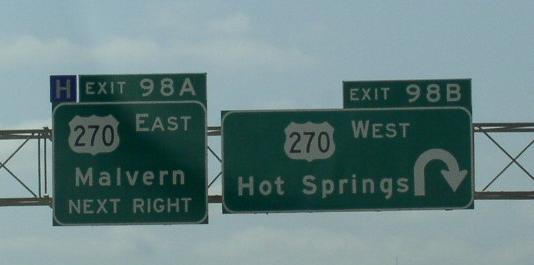 H EXIT 98A
270 EAST
Malvern
NEXT RIGHT
EXIT 98B
270 WEST
Hot Springs